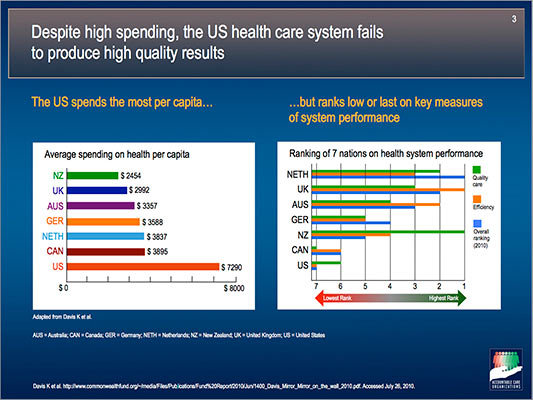 3
Despite high spending, the US health care system fails
to produce high quality results
The US spends the most per capita…
…but ranks low or last on key measures
of system performance
Average spending on health per capita
NZ $ 2454
UK $ 2992
AUS $ 3357
GER $ 3588
NETH $ 3837
CAN $ 3895
US $ 7290
$ 0 $ 8000
Ranking of 7 nations on health system performance
NETH
UK
AUS
GER
NZ
CAN
US
7 6 5 4 3 2 1
Lowest Rank Highest Rank
Quality
care
Efficiency
Overall
ranking
(2010)
Adapted from Davis K et al.
AUS = Australia; CAN = Canada; GER = Germany; NETH = Netherlands; NZ = New Zealand; UK = United Kingdom; US = United States
ACCOUNTABLE CARE
ORGANIZATIONS
Davis K et al. http://www.commonwealthfund.org/~/media/Files/Publications/Fund%20Report/2010/Jun/1400_Davis_Mirror_Mirror_on_the_wall_2010.pdf. Accessed July 26, 2010.